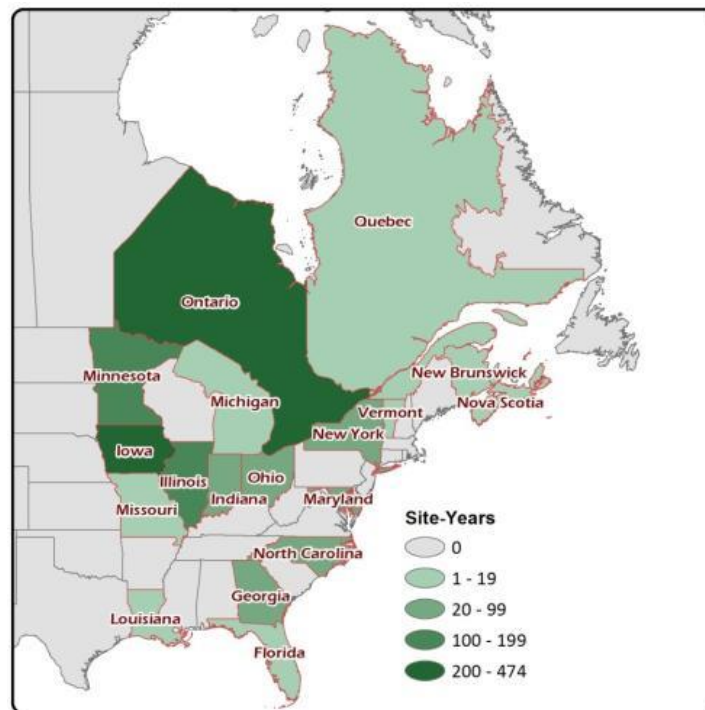 Quebec
Ontario
New Brunswick
Minnesota
Michigan
Vermont
Nova Scotia
New York
Iowa
Illinois
Ohio
Indiana
Maryland
Missouri
Site-Years
0
North Carolina
1 - 19
Georgia
20 - 99
Louisiana
100 - 199
Florida
200 - 474